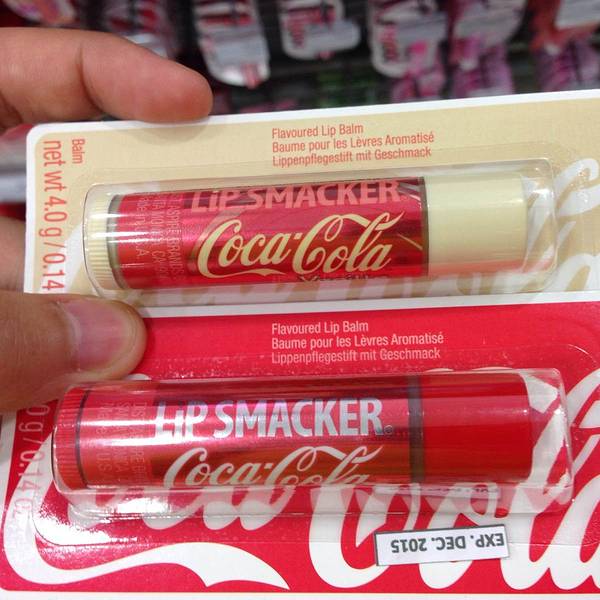 Flavoured Lip Balm
Baume pour les Lèvres Aromatisé
Lippenpflegestift mit Geschmack
Balm
net wt 4.0 g / 0.14
LiP SMACKER
Coca-Cola
Flavoured Lip Balm
Baume pour les Lèvres Aromatisé
Lippenpflegestift mit Geschmack
LiP SMACKER
Coca-Cola
EXP. DEC. 2015